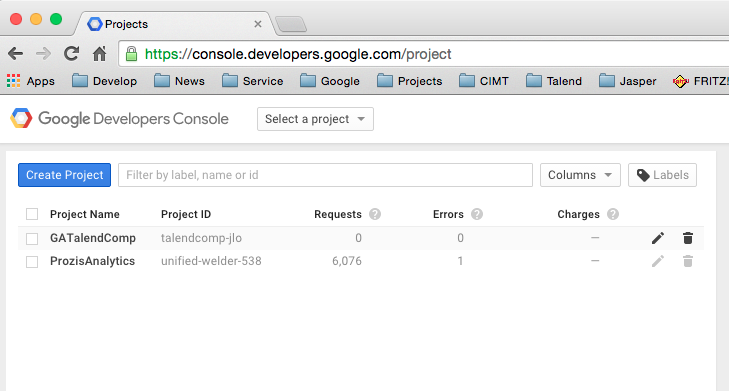 Projects
https://console.developers.google.com/project
Apps Develop News Service Google Projects CIMT Talend Jasper FRITZ!
Google Developers Console Select a project
Create Project Filter by label, name or id Columns Labels
Project Name Project ID Requests ? Errors ? Charges ?
GATalendComp talendcomp-jlo 0 0 —
ProzisAnalytics unified-welder-538 6,076 1 —